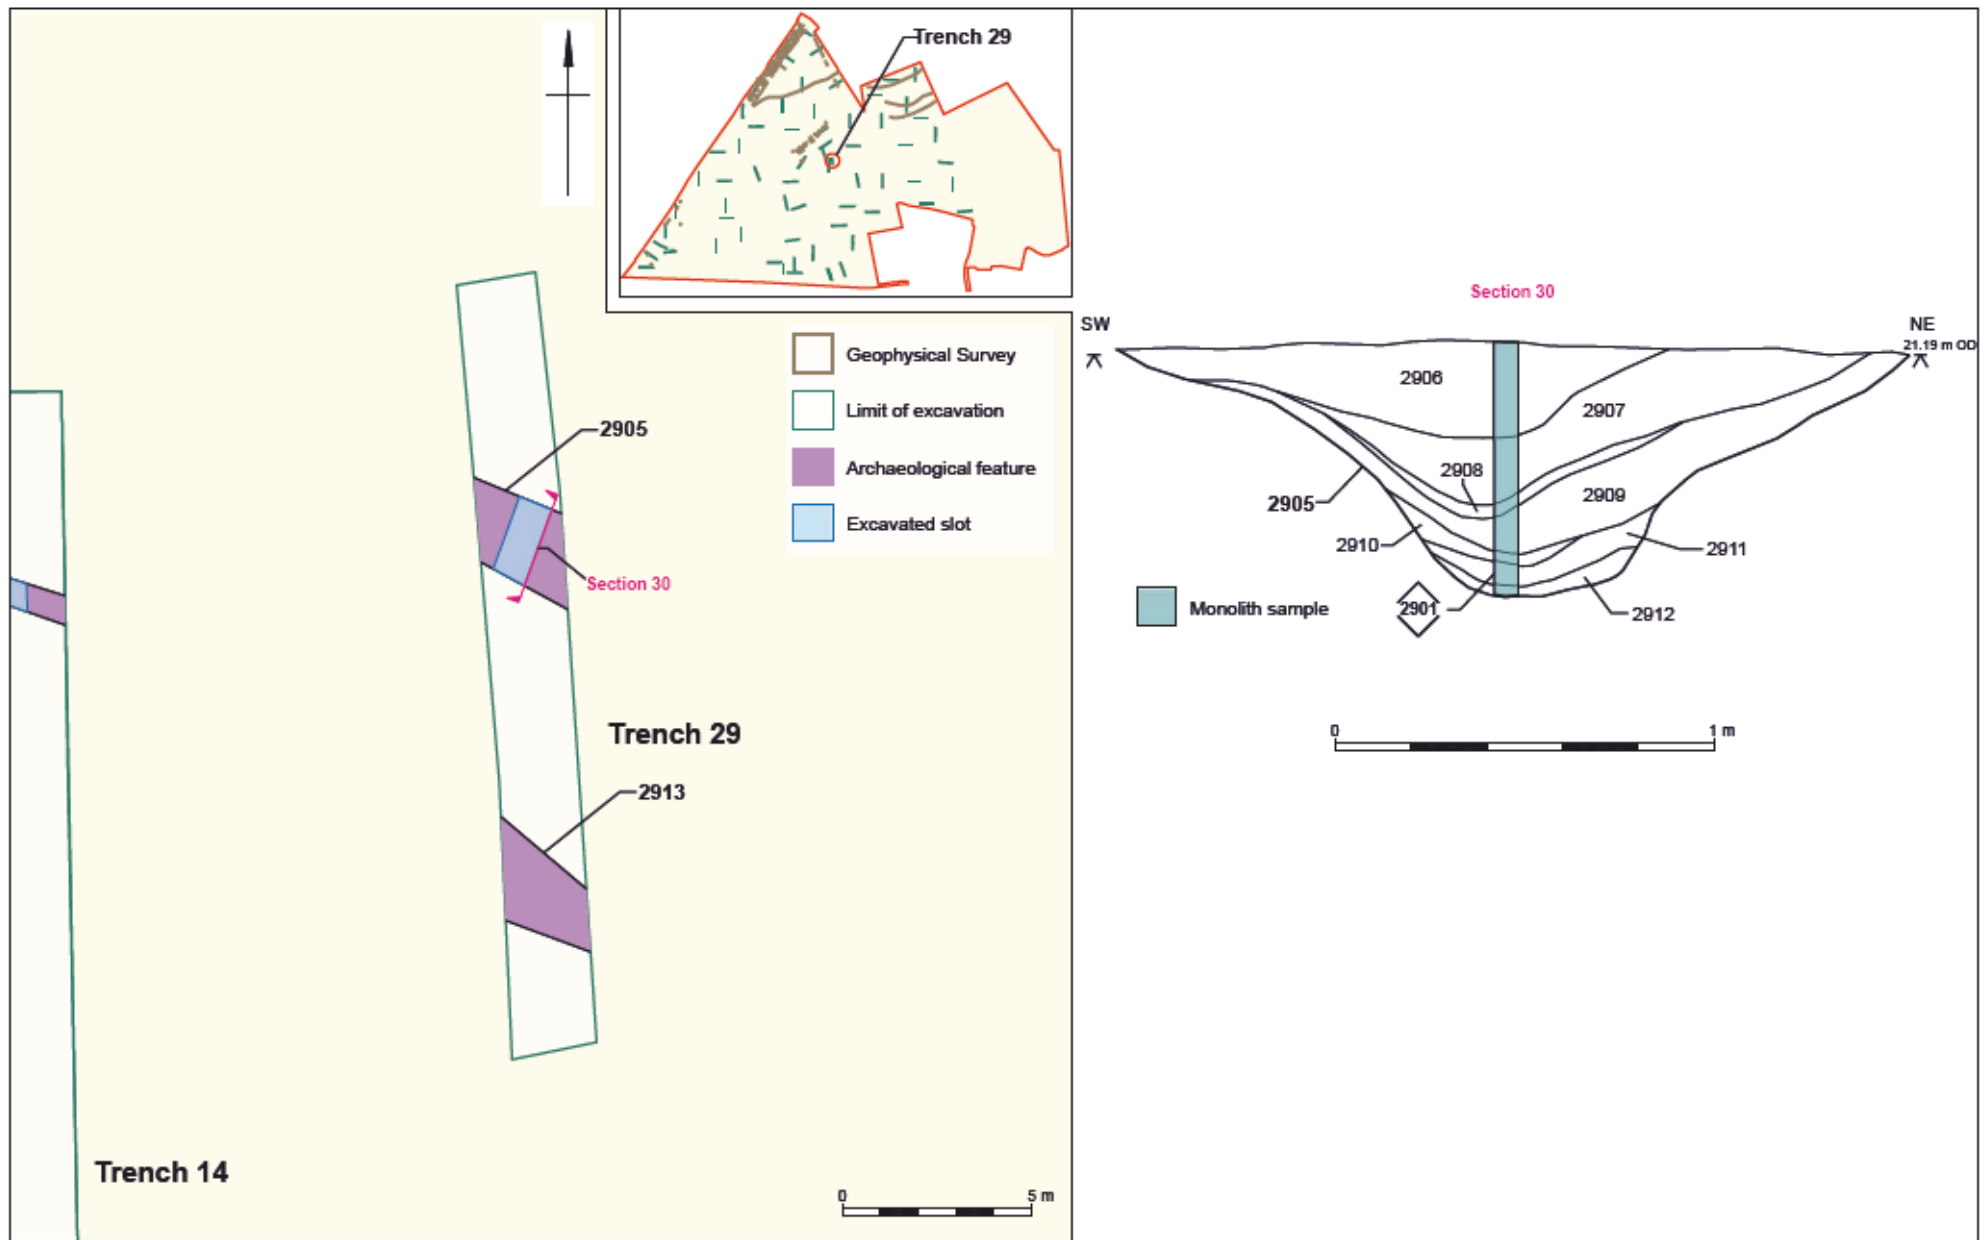 Trench 29
Geophysical Survey
Limit of excavation
Archaeological feature
Excavated slot
2905
Section 30
Trench 29
2913
Trench 14
0 5 m
Section 30
SW
NE
21.19 m OD
2906
2907
2908
2909
2905
2910
2911
2901
2912
Monolith sample
0 1 m